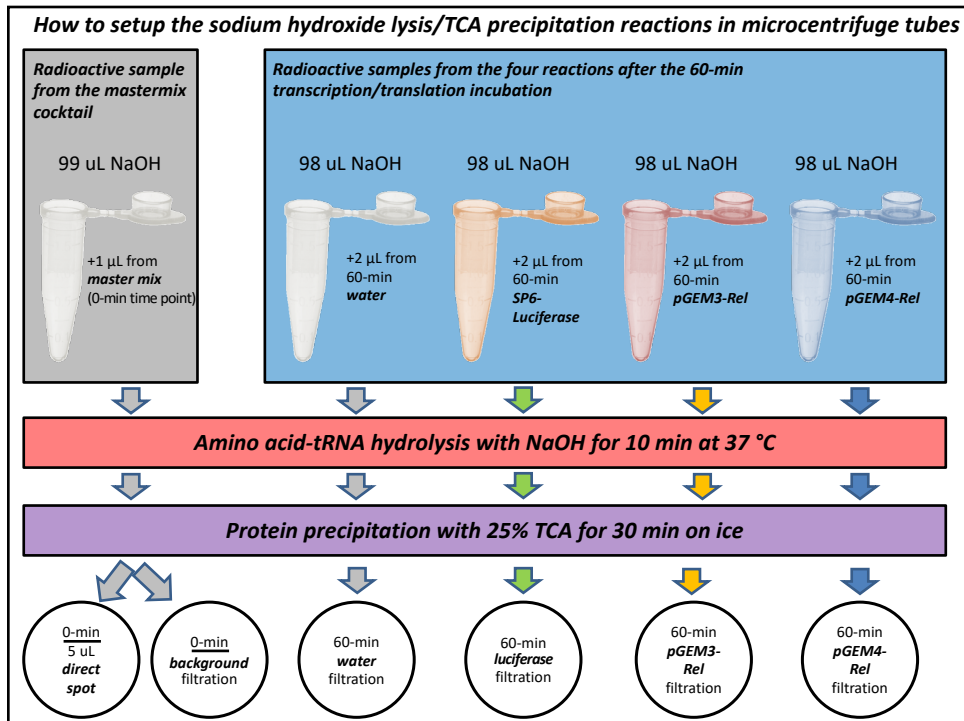 How to setup the sodium hydroxide lysis/TCA precipitation reactions in microcentrifuge tubes
Radioactive sample
from the mastermix
cocktail
99 uL NaOH
+1 µL from
master mix
(0-min time point)
Radioactive samples from the four reactions after the 60-min
transcription/translation incubation
98 uL NaOH
+2 µL from
60-min
water
98 uL NaOH
+2 µL from
60-min
SP6-
Luciferase
98 uL NaOH
+2 µL from
60-min
pGEM3-Rel
98 uL NaOH
+2 µL from
60-min
pGEM4-Rel
Amino acid-tRNA hydrolysis with NaOH for 10 min at 37 °C
Protein precipitation with 25% TCA for 30 min on ice
0-min
5 uL
direct
spot
0-min
background
filtration
60-min
water
filtration
60-min
luciferase
filtration
60-min
pGEM3-
Rel
filtration
60-min
pGEM4-
Rel
filtration